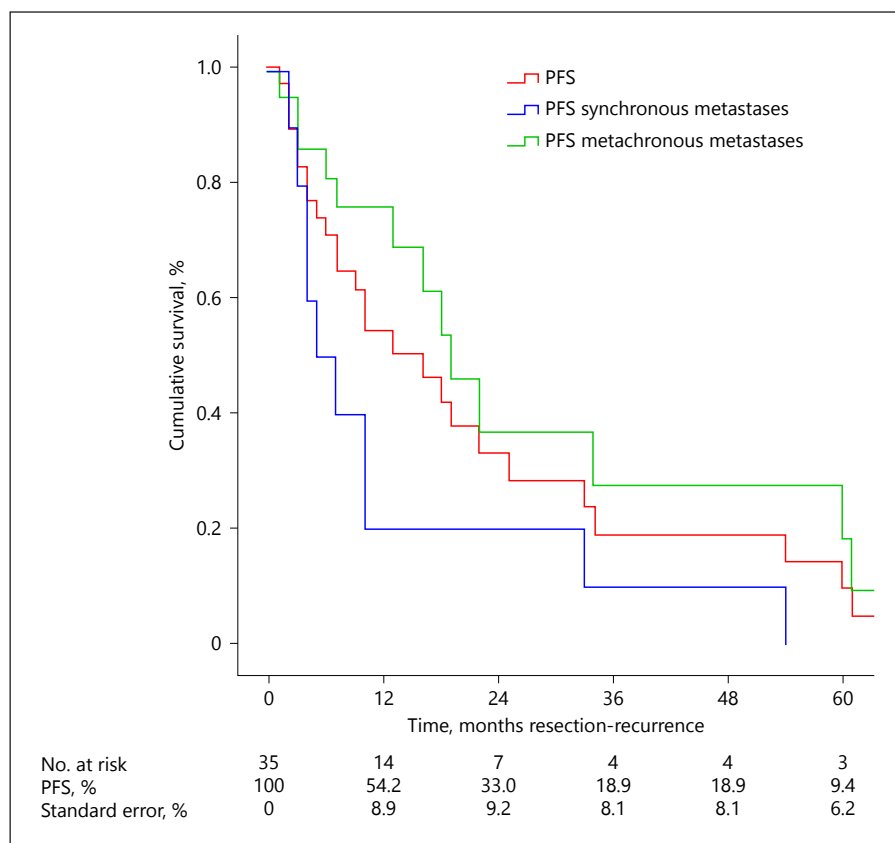 1.0
0.8
0.6
0.4
0.2
0
Cumulative survival, %
PFS
PFS synchronous metastases
PFS metachronous metastases
0 12 24 36 48 60
Time, months resection-recurrence
No. at risk 35 14 7 4 4 3
PFS, % 100 54.2 33.0 18.9 18.9 9.4
Standard error, % 0 8.9 9.2 8.1 8.1 6.2